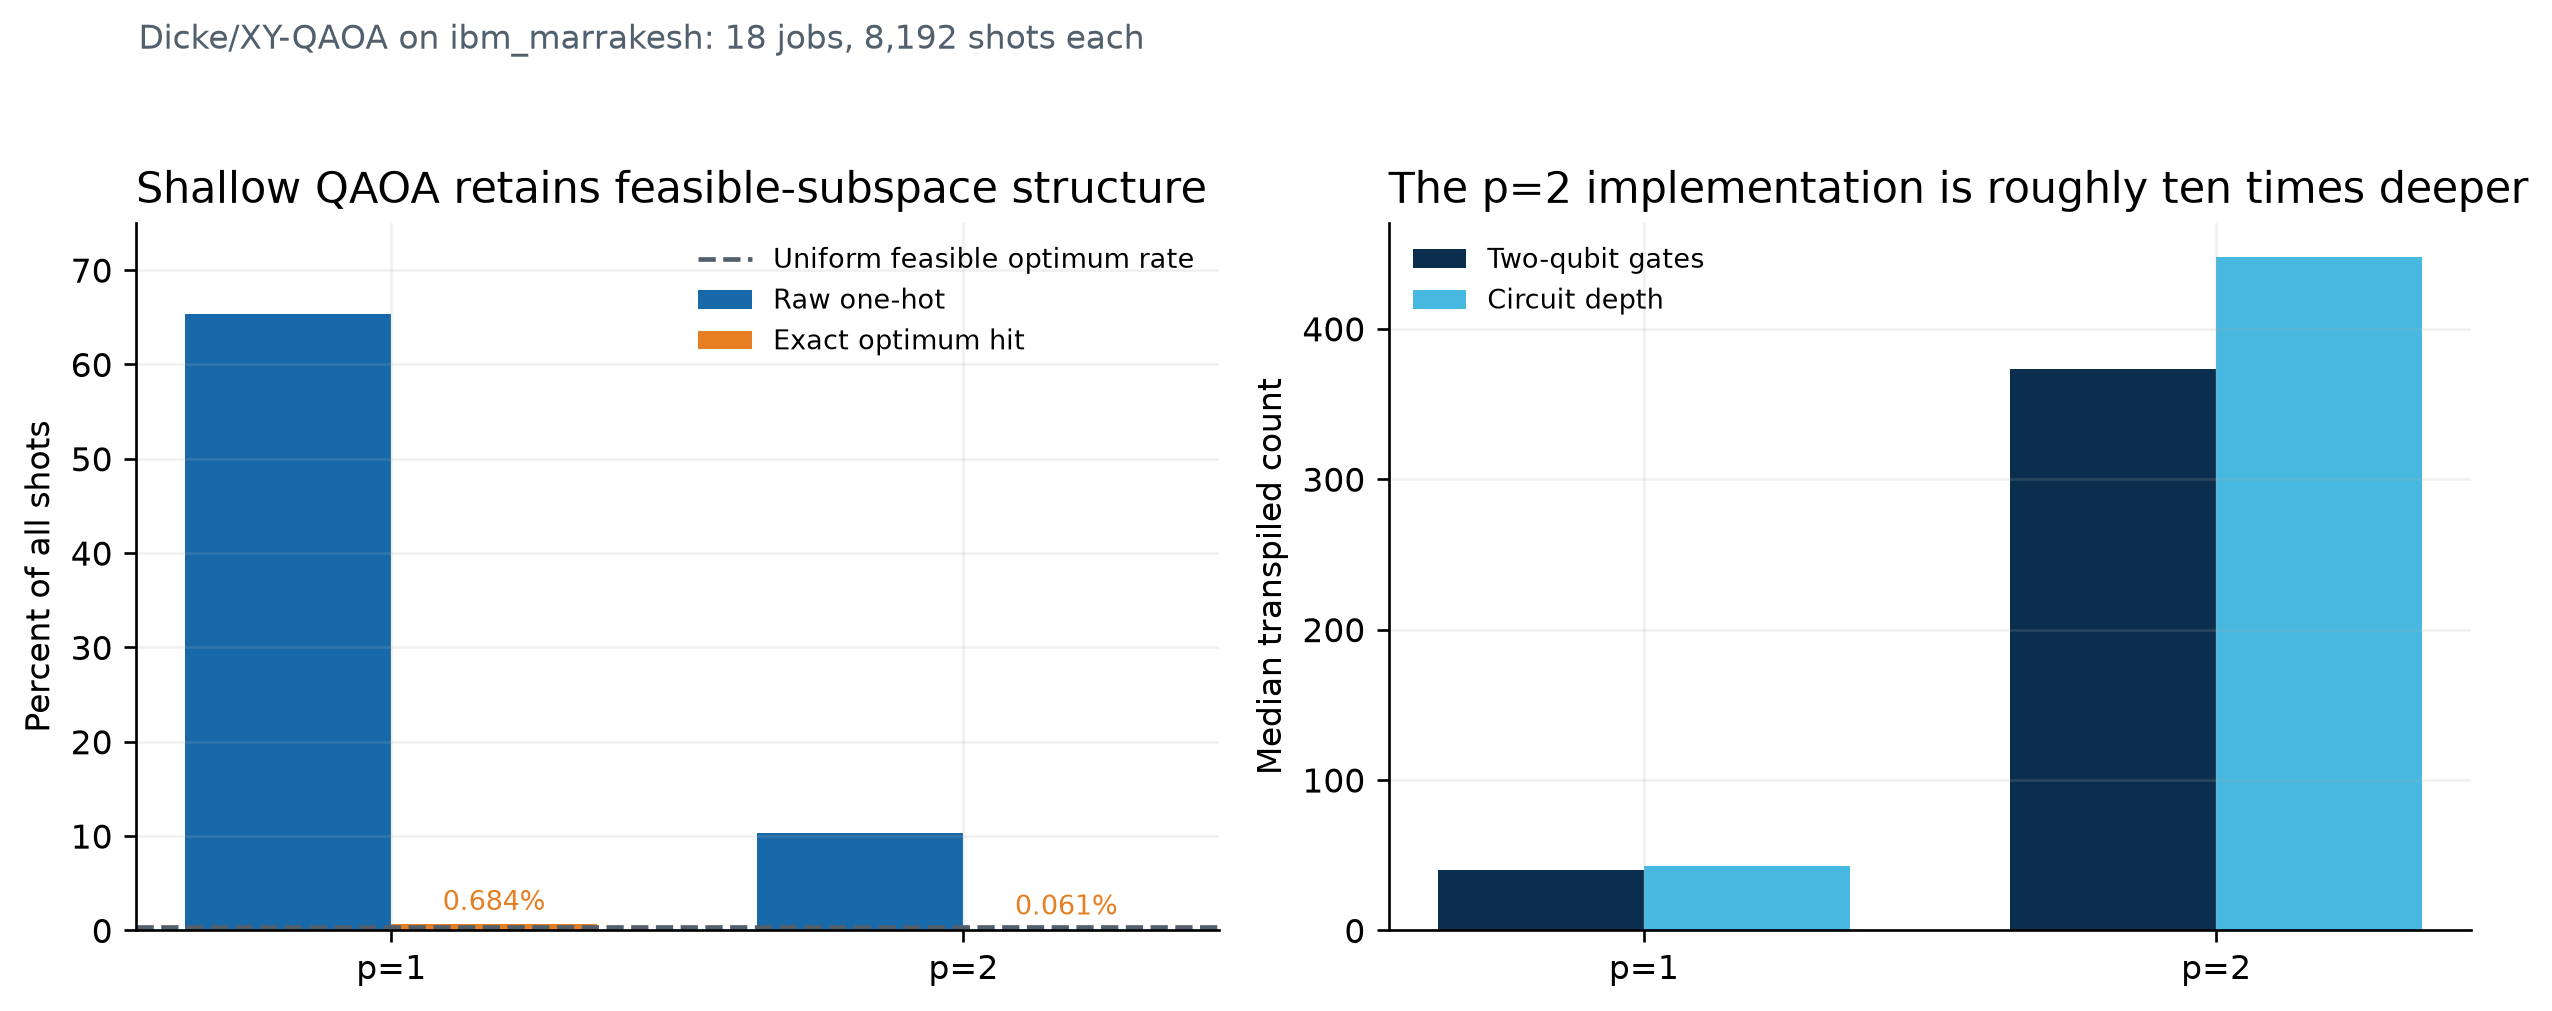 Dicke/XY-QAOA on ibm_marrakesh: 18 jobs, 8,192 shots each
Shallow QAOA retains feasible-subspace structure
Uniform feasible optimum rate
Raw one-hot
Exact optimum hit
Percent of all shots
70
60
50
40
30
20
10
0
0.684%
0.061%
p=1
p=2
The p=2 implementation is roughly ten times deeper
Two-qubit gates
Circuit depth
Median transpiled count
400
300
200
100
0
p=1
p=2